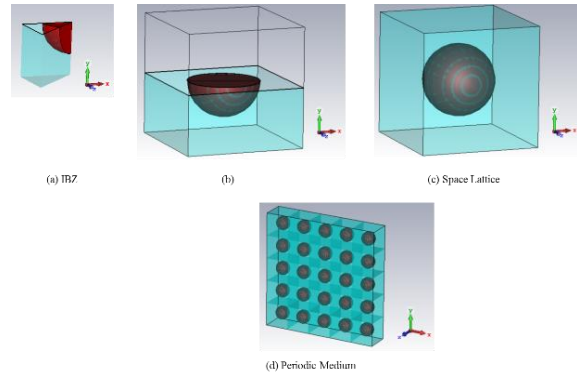 y
x
z
y
x
z
y
x
z
(a) IBZ
(b)
(c) Space Lattice
y
x
z
(d) Periodic Medium